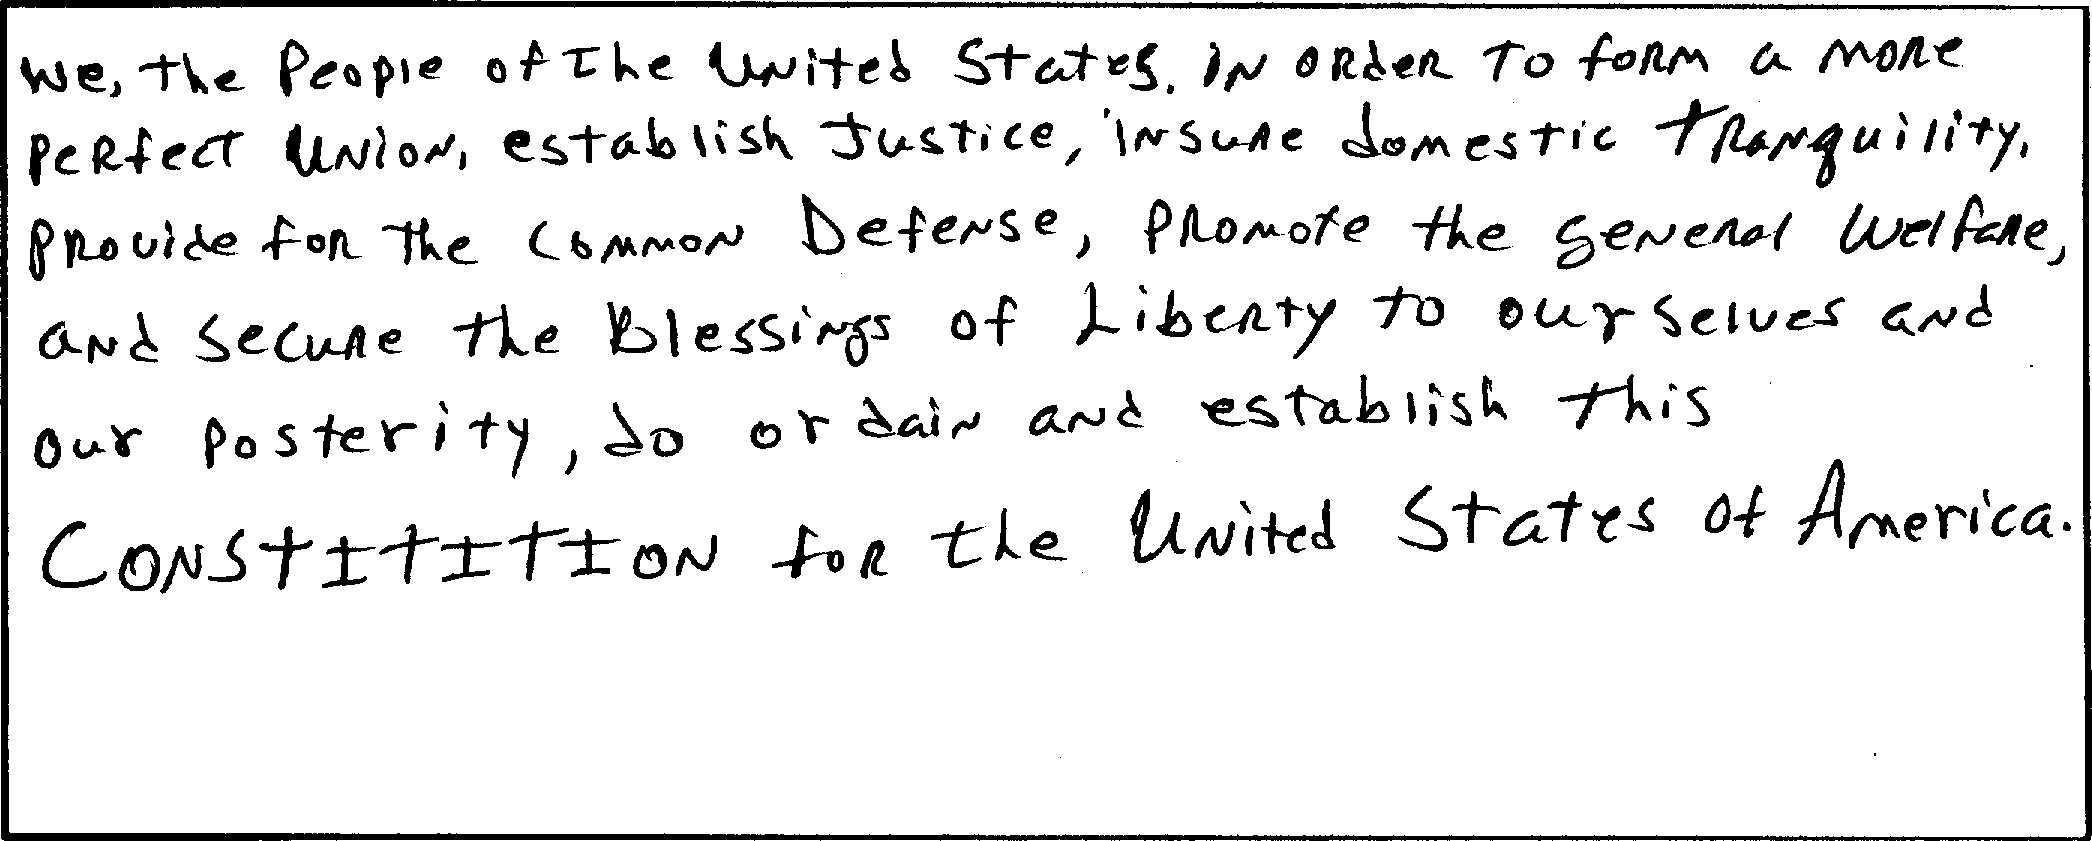 We, the People of the United States, in order to form a more
perfect Union, establish Justice, insure domestic tranquility,
provide for the common Defense, promote the general Welfare,
and secure the Blessings of Liberty to ourselves and
our posterity, do ordain and establish this
CONSTITITION for the United States of America.